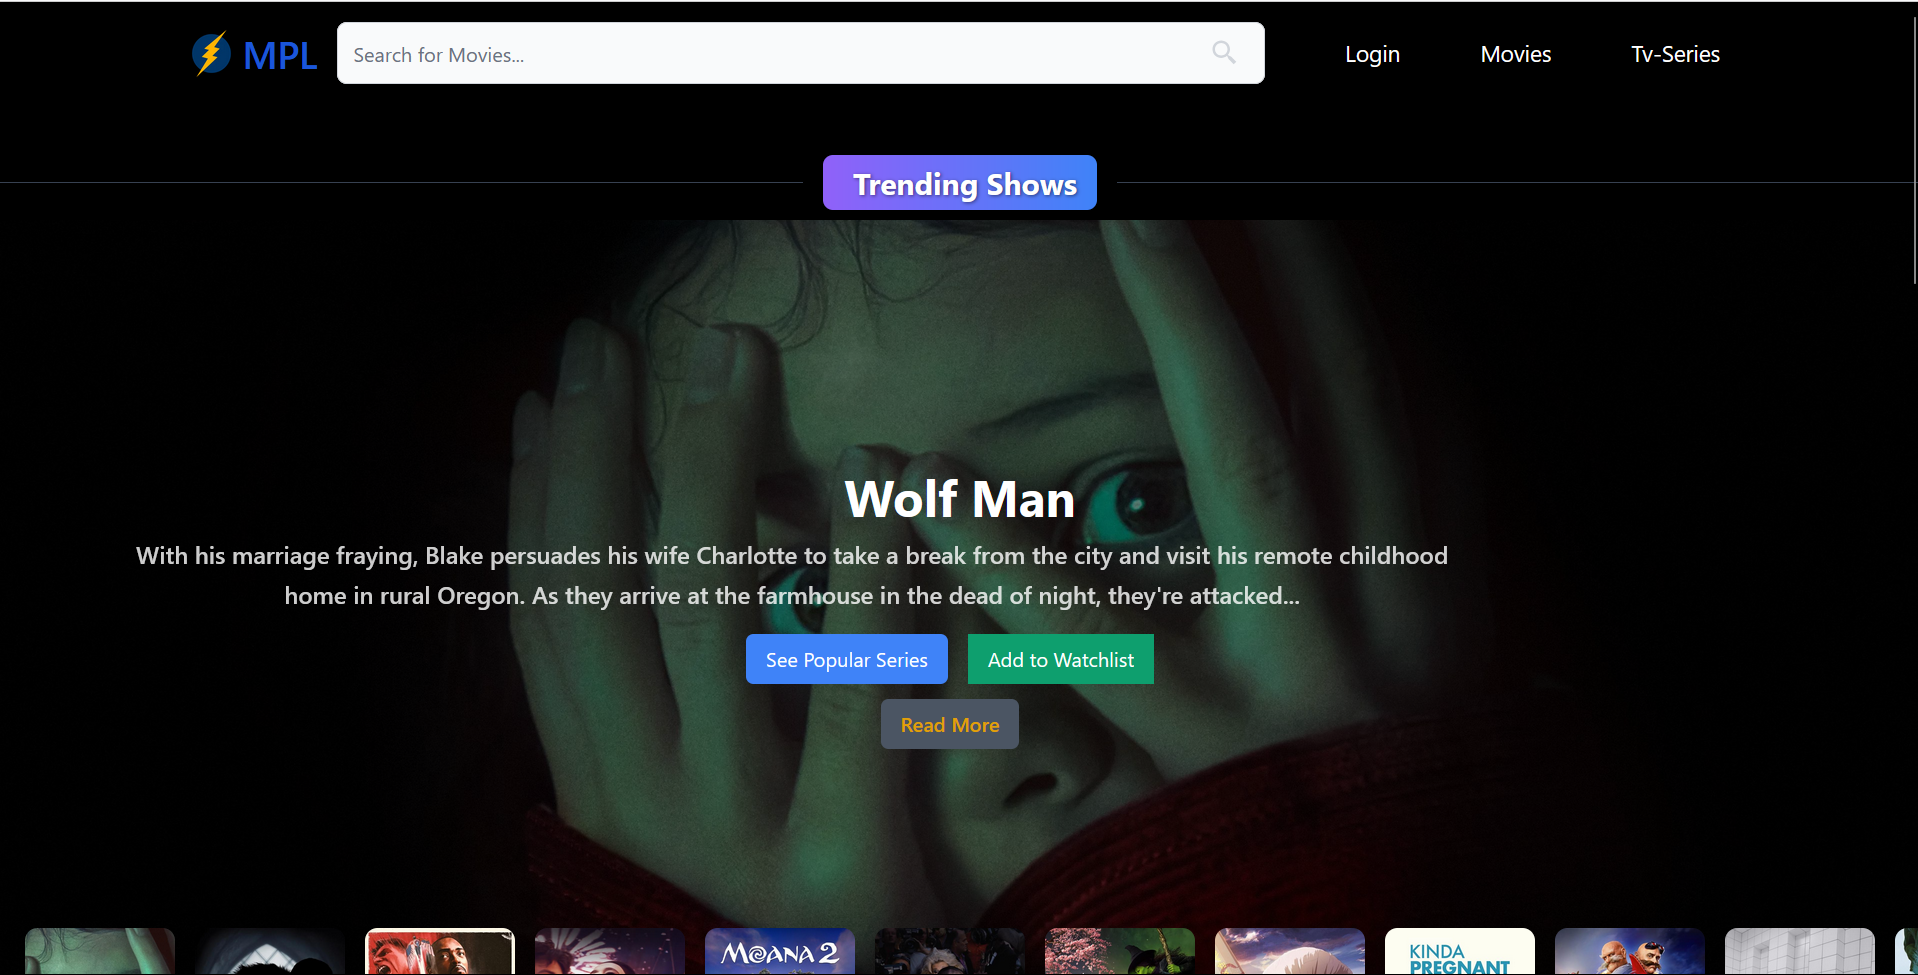 MPL
Search for Movies...
Login
Movies
Tv-Series
Trending Shows
Wolf Man
With his marriage fraying, Blake persuades his wife Charlotte to take a break from the city and visit his remote childhood
home in rural Oregon. As they arrive at the farmhouse in the dead of night, they're attacked...
See Popular Series
Add to Watchlist
Read More
MOANA 2
KINDA
PREGNANT